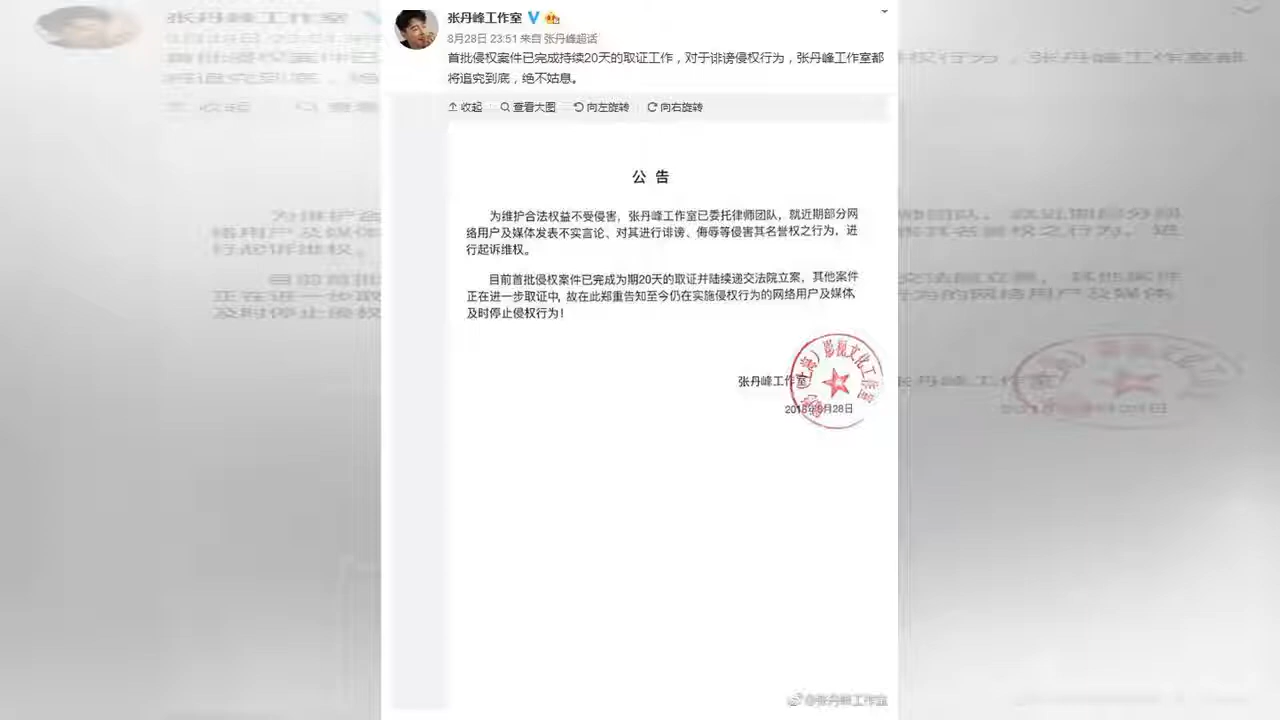 张丹峰工作室
8月28日 23:51 来自 张丹峰超话
首批侵权案件已完成持续20天的取证工作，对于诽谤侵权行为，张丹峰工作室都
将追究到底，绝不姑息。
收起 查看大图 向左旋转 向右旋转
公 告
为维护合法权益不受侵害，张丹峰工作室已委托律师团队，就近期部分网
络用户及媒体发表不实言论、对其进行诽谤、侮辱等侵害其名誉权之行为，进
行起诉维权。
目前首批侵权案件已完成为期20天的取证并陆续递交法院立案，其他案件
正在进一步取证中，故在此郑重告知至今仍在实施侵权行为的网络用户及媒体，
及时停止侵权行为！
影视文化工作室
张丹峰工作室
2018年8月28日
@张丹峰工作室